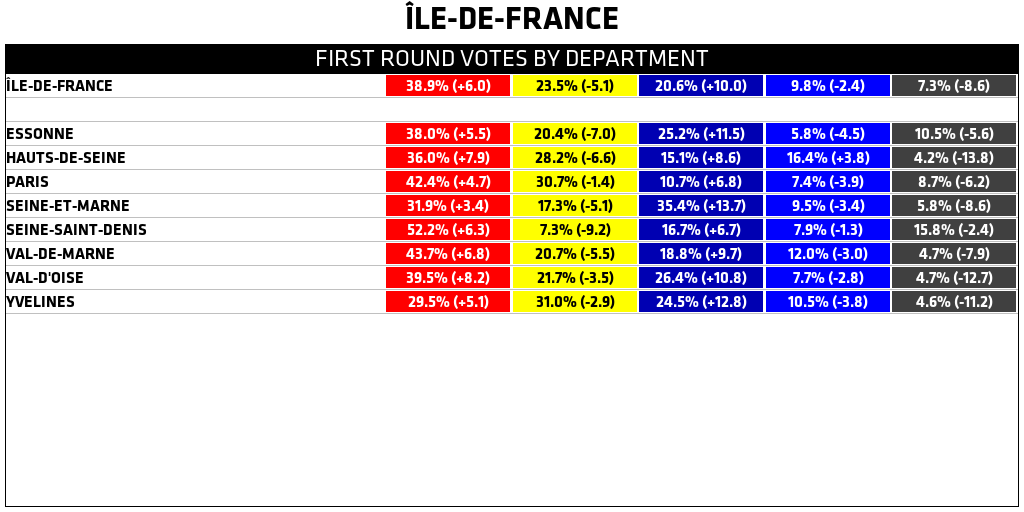 ÎLE-DE-FRANCE
FIRST ROUND VOTES BY DEPARTMENT
ÎLE-DE-FRANCE 38.9% (+6.0) 23.5% (-5.1) 20.6% (+10.0) 9.8% (-2.4) 7.3% (-8.6)
ESSONNE 38.0% (+5.5) 20.4% (-7.0) 25.2% (+11.5) 5.8% (-4.5) 10.5% (-5.6)
HAUTS-DE-SEINE 36.0% (+7.9) 28.2% (-6.6) 15.1% (+8.6) 16.4% (+3.8) 4.2% (-13.8)
PARIS 42.4% (+4.7) 30.7% (-1.4) 10.7% (+6.8) 7.4% (-3.9) 8.7% (-6.2)
SEINE-ET-MARNE 31.9% (+3.4) 17.3% (-5.1) 35.4% (+13.7) 9.5% (-3.4) 5.8% (-8.6)
SEINE-SAINT-DENIS 52.2% (+6.3) 7.3% (-9.2) 16.7% (+6.7) 7.9% (-1.3) 15.8% (-2.4)
VAL-DE-MARNE 43.7% (+6.8) 20.7% (-5.5) 18.8% (+9.7) 12.0% (-3.0) 4.7% (-7.9)
VAL-D'OISE 39.5% (+8.2) 21.7% (-3.5) 26.4% (+10.8) 7.7% (-2.8) 4.7% (-12.7)
YVELINES 29.5% (+5.1) 31.0% (-2.9) 24.5% (+12.8) 10.5% (-3.8) 4.6% (-11.2)